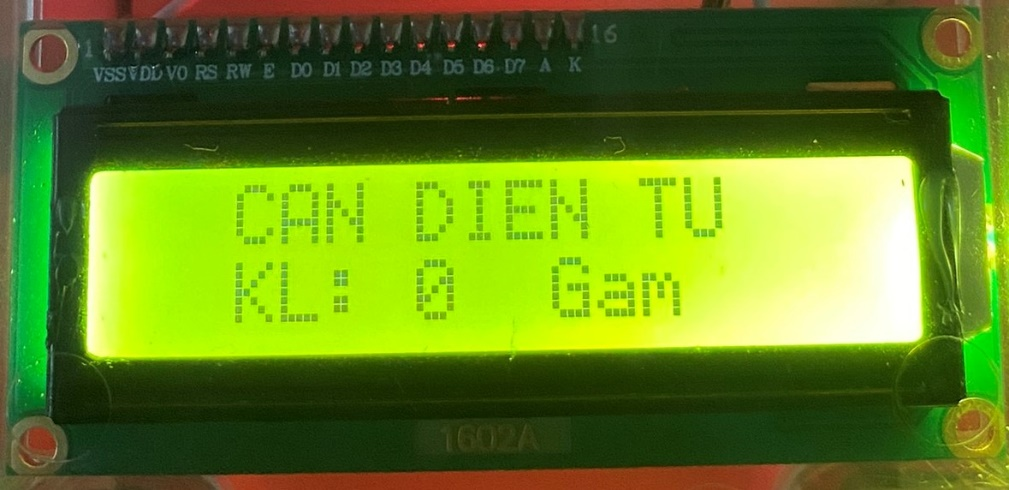 1 16
VSS VDD V0 RS RW E D0 D1 D2 D3 D4 D5 D6 D7 A K
CAN DIEN TU
KL: 0 Gam
1602A